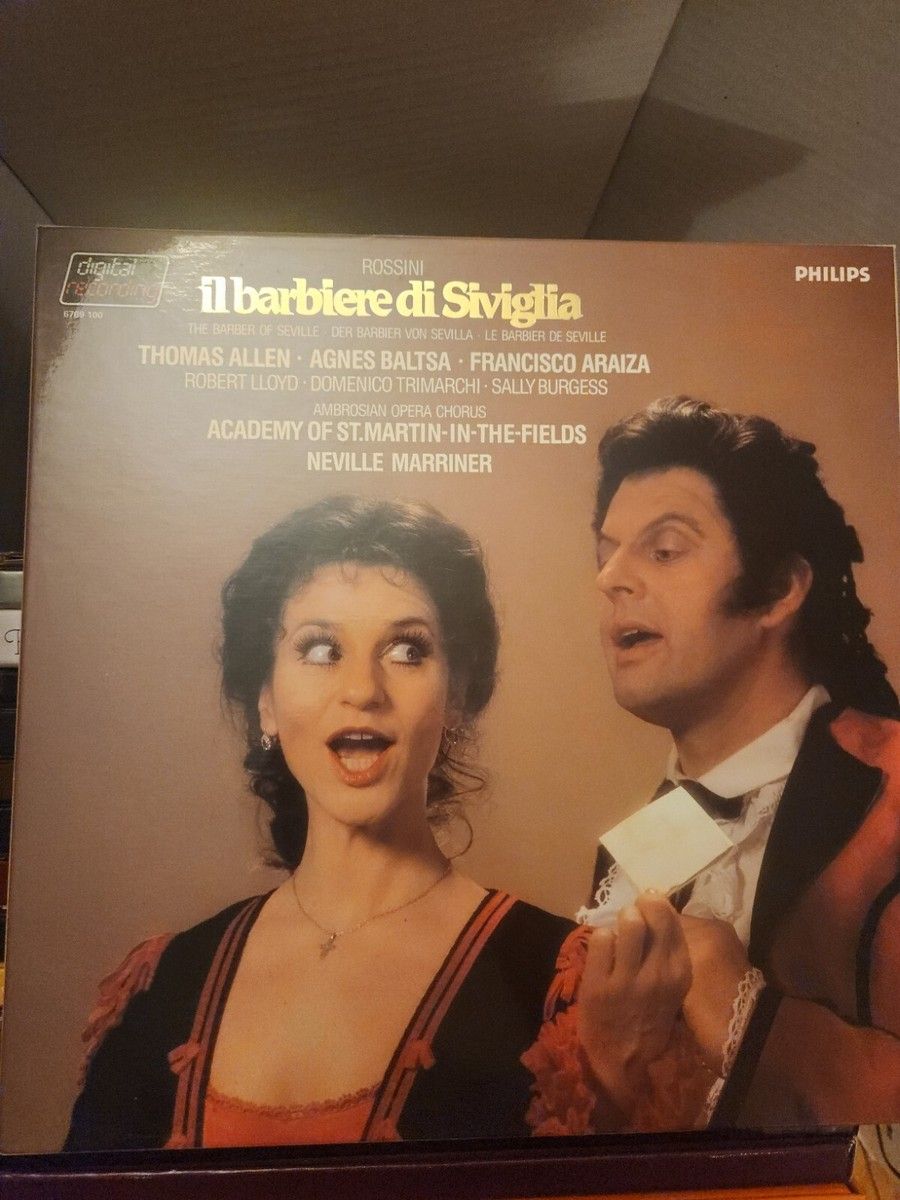 digital
recording
6769 100
PHILIPS
ROSSINI
il barbiere di Siviglia
THE BARBER OF SEVILLE · DER BARBIER VON SEVILLA · LE BARBIER DE SEVILLE
THOMAS ALLEN · AGNES BALTSA · FRANCISCO ARAIZA
ROBERT LLOYD · DOMENICO TRIMARCHI · SALLY BURGESS
AMBROSIAN OPERA CHORUS
ACADEMY OF ST.MARTIN-IN-THE-FIELDS
NEVILLE MARRINER